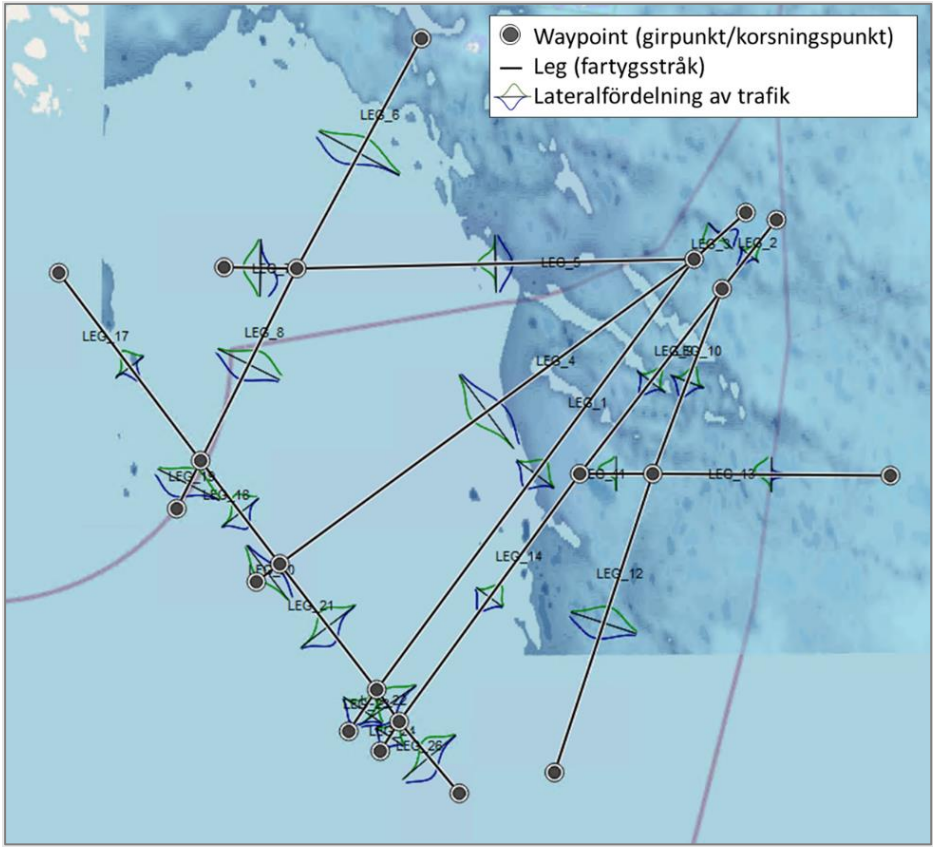 Waypoint (girpunkt/korsningspunkt)
Leg (fartygsstråk)
Lateralfördelning av trafik
LEG_6
LEG_2
LEG_5
LEG_17
LEG_8
LEG_10
LEG_4
LEG_1
LEG_13
LEG_18
LEG_14
LEG_12
LEG_21
LEG_26